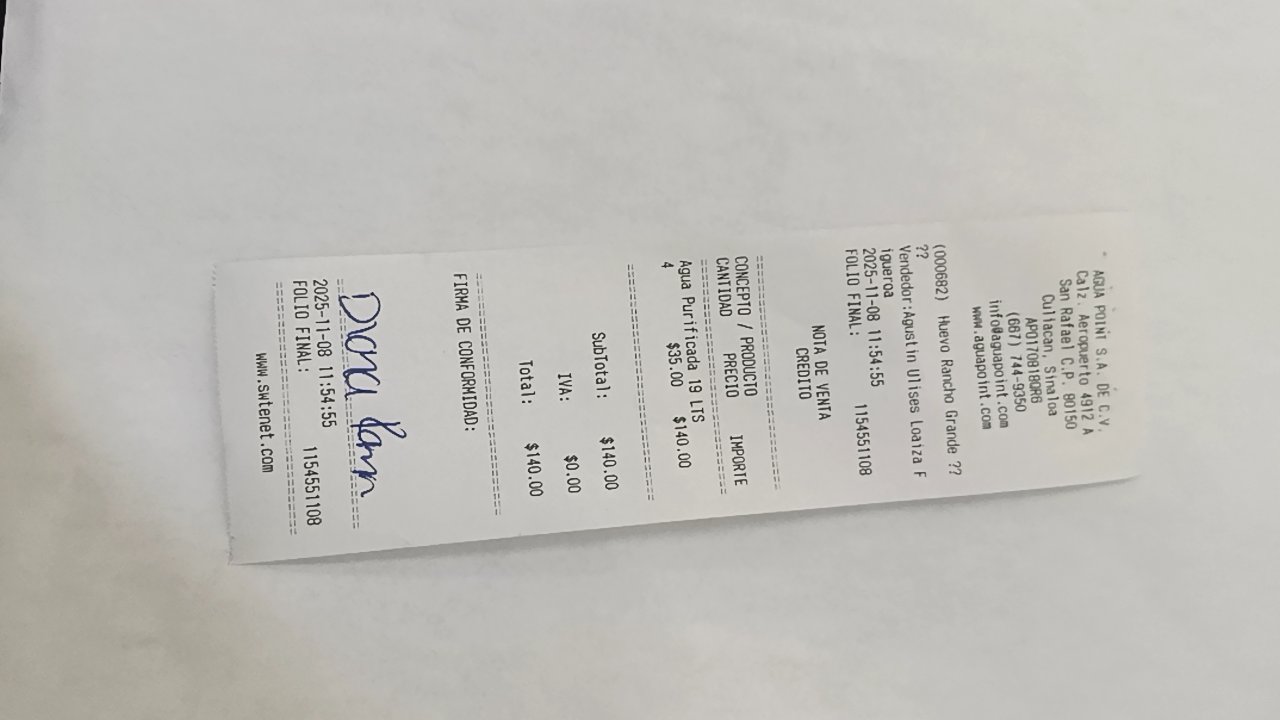 AGUA POINT S.A. DE C.V.
Calz. Aeropuerto 4912 A
San Rafael C.P. 80150
Culiacan, Sinaloa
APO170818QR6
(667) 744-9350
info@aguapoint.com
www.aguapoint.com
(000682) Huevo Rancho Grande ??
??
Vendedor:Agustin Ulises Loaiza F
igueroa
2025-11-08 11:54:55
FOLIO FINAL: 1154551108
NOTA DE VENTA
CREDITO
CONCEPTO / PRODUCTO
CANTIDAD PRECIO IMPORTE
Agua Purificada 19 LTS
4 $35.00 $140.00
SubTotal: $140.00
IVA: $0.00
Total: $140.00
FIRMA DE CONFORMIDAD:
Diana
2025-11-08 11:54:55
FOLIO FINAL: 1154551108
www.swtenet.com